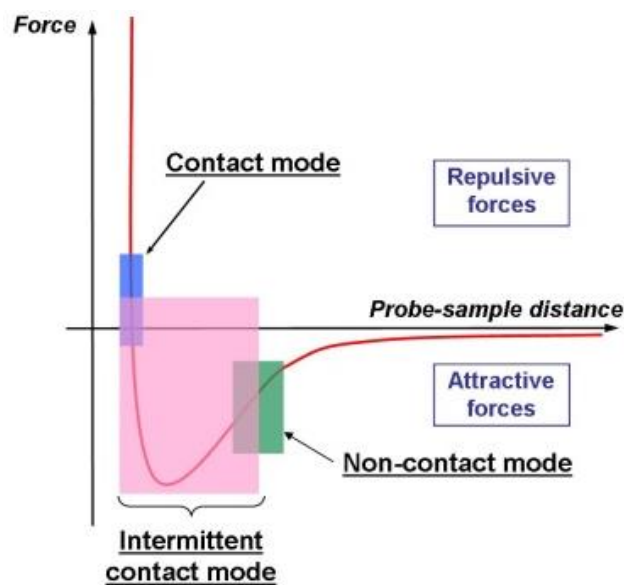 Force
Contact mode
Repulsive
forces
Probe-sample distance
Attractive
forces
Non-contact mode
Intermittent
contact mode